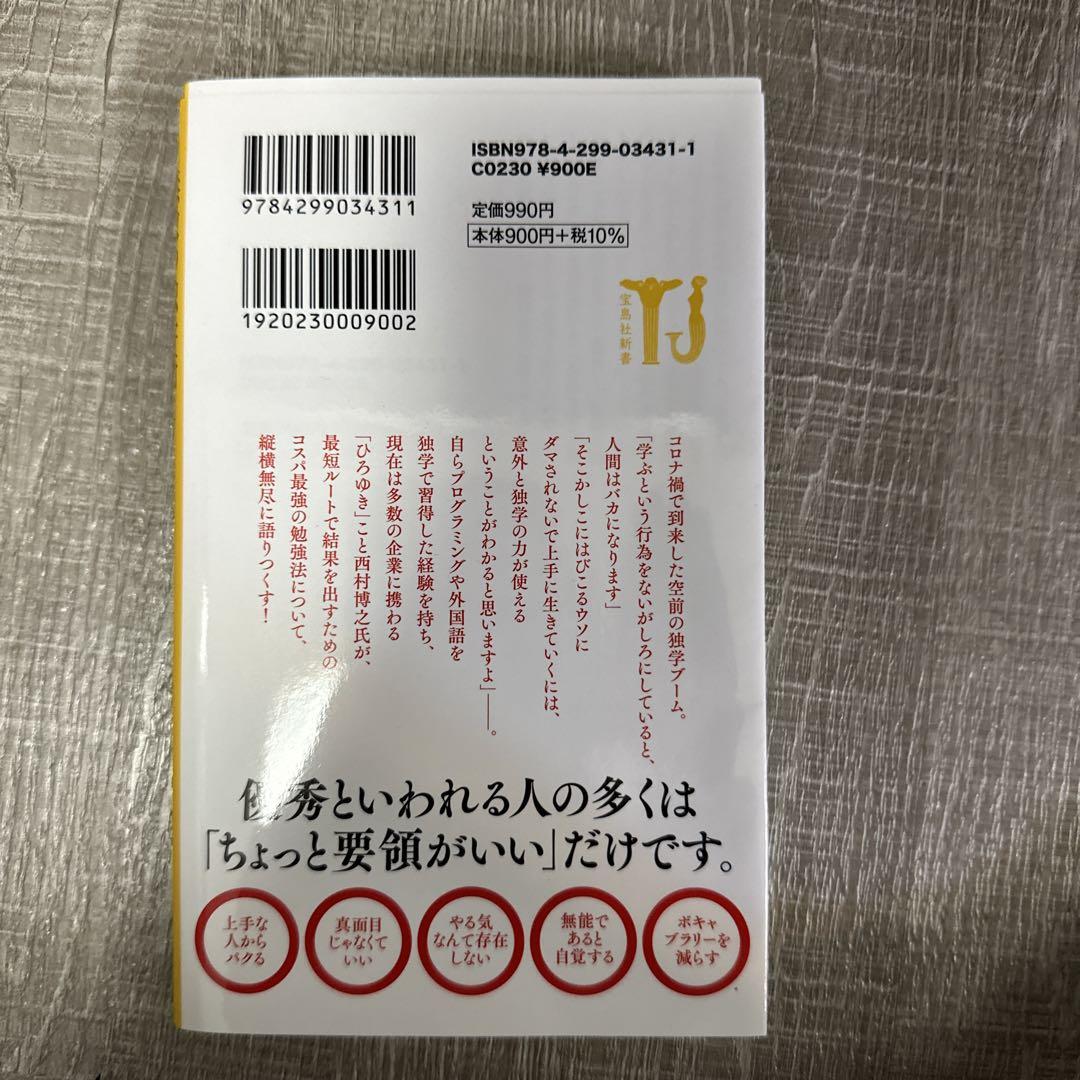 9784299034311
ISBN978-4-299-03431-1
C0230 ¥900E
定価990円
本体900円+税10%
1920230009002
宝島社新書
コロナ禍で到来した空前の独学ブーム。
「学ぶという行為をないがしろにしていると、
人間はバカになります」
「そこかしこにはびこるウソに
ダマされないで上手に生きていくには、
意外と独学の力が使える
ということがわかると思いますよ」――。
自らプログラミングや外国語を
独学で習得した経験を持ち、
現在は多数の企業に携わる
「ひろゆき」こと西村博之氏が、
最短ルートで結果を出すための
コスパ最強の勉強法について、
縦横無尽に語りつくす!
優秀といわれる人の多くは
「ちょっと要領がいい」だけです。
上手な
人から
パクる
真面目
じゃなくて
いい
やる気
なんて存在
しない
無能で
あると
自覚する
ボキャ
ブラリーを
減らす